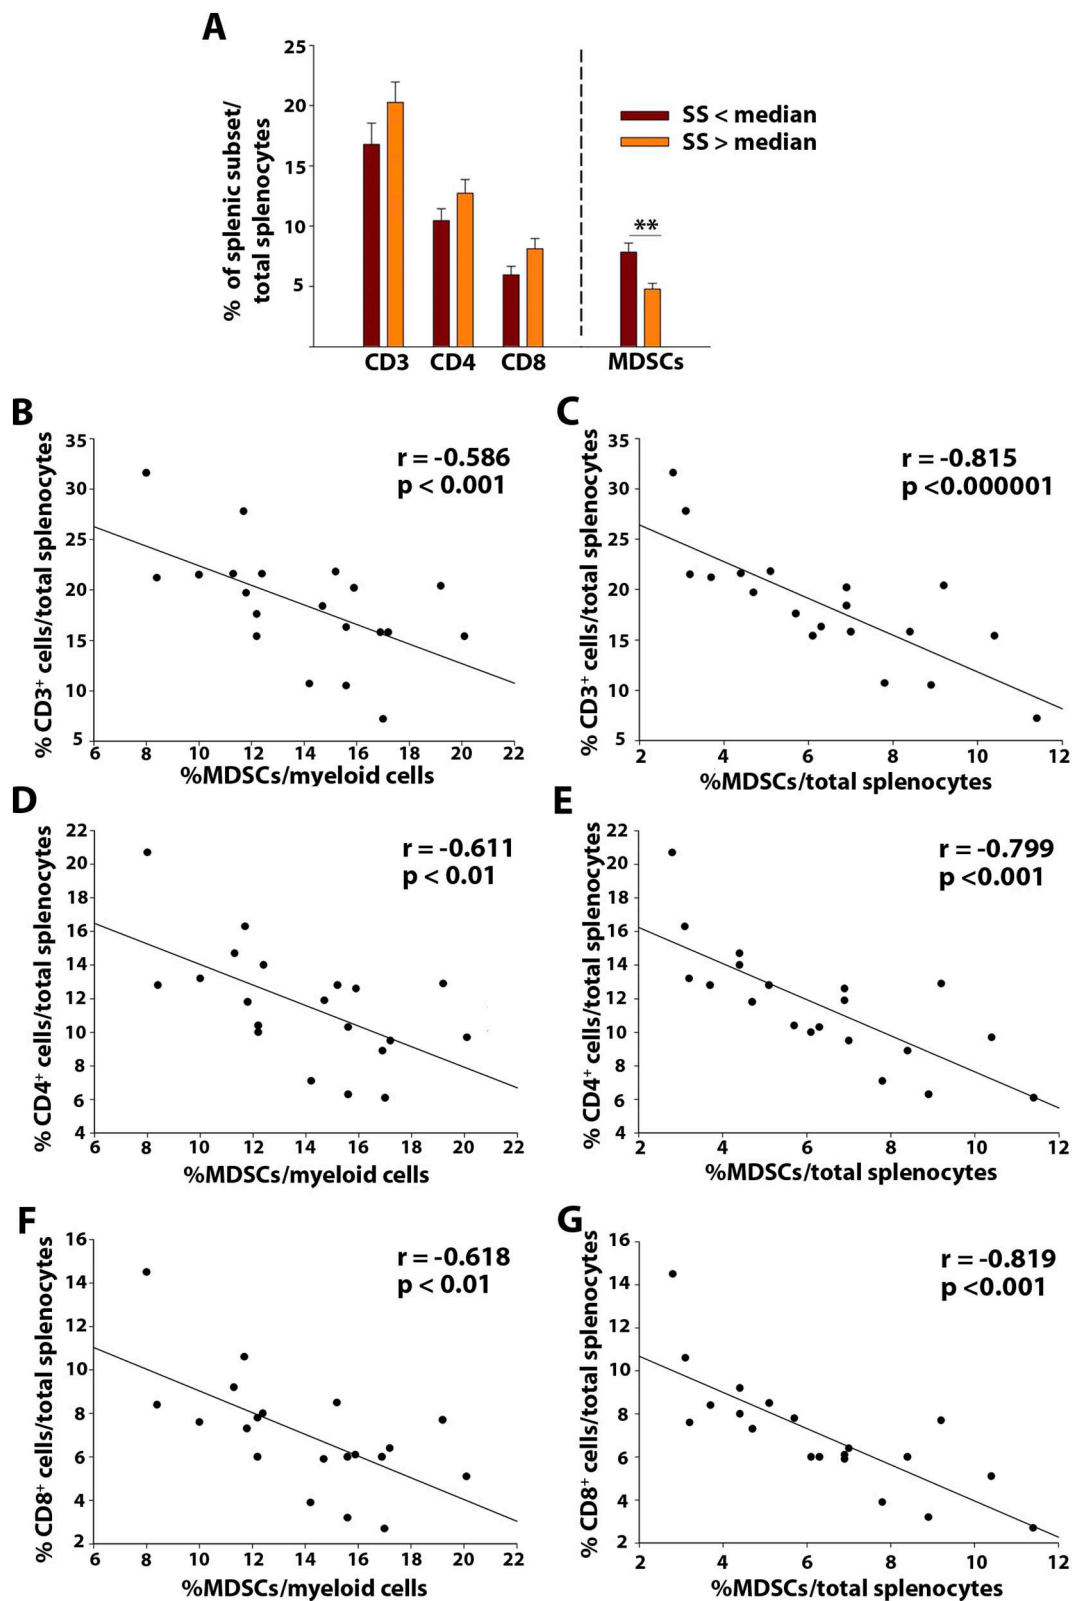 A
% of splenic subset/
total splenocytes
25
20
15
10
5
SS < median
SS > median
**
CD3 CD4 CD8 MDSCs
B
% CD3+ cells/total splenocytes
35
30
25
20
15
10
5
r = -0.586
p < 0.001
6 8 10 12 14 16 18 20 22
%MDSCs/myeloid cells
C
% CD3+ cells/total splenocytes
35
30
25
20
15
10
5
r = -0.815
p <0.000001
2 4 6 8 10 12
%MDSCs/total splenocytes
D
% CD4+ cells/total splenocytes
22
20
18
16
14
12
10
8
6
4
r = -0.611
p < 0.01
6 8 10 12 14 16 18 20 22
%MDSCs/myeloid cells
E
% CD4+ cells/total splenocytes
22
20
18
16
14
12
10
8
6
4
r = -0.799
p <0.001
2 4 6 8 10 12
%MDSCs/total splenocytes
F
% CD8+ cells/total splenocytes
16
14
12
10
8
6
4
2
r = -0.618
p < 0.01
6 8 10 12 14 16 18 20 22
%MDSCs/myeloid cells
G
% CD8+ cells/total splenocytes
16
14
12
10
8
6
4
2
r = -0.819
p <0.001
2 4 6 8 10 12
%MDSCs/total splenocytes